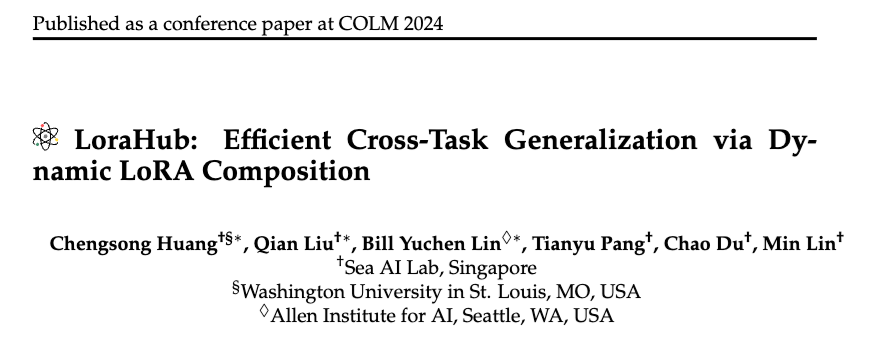 Published as a conference paper at COLM 2024
LoraHub: Efficient Cross-Task Generalization via Dy-
namic LoRA Composition
Chengsong Huang†§*, Qian Liu†*, Bill Yuchen Lin◊*, Tianyu Pang†, Chao Du†, Min Lin†
†Sea AI Lab, Singapore
§Washington University in St. Louis, MO, USA
◊Allen Institute for AI, Seattle, WA, USA